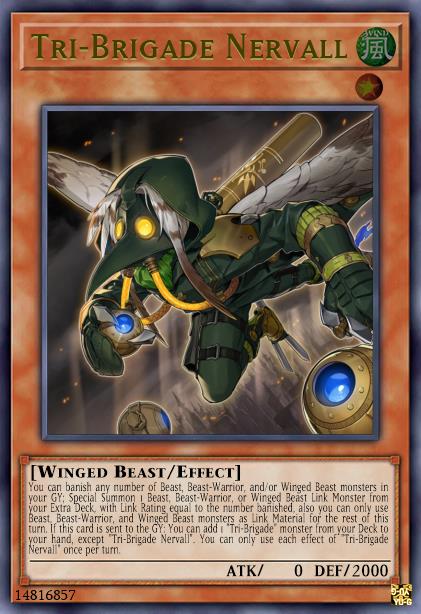 TRI-BRIGADE NERVALL
WIND
風
[WINGED BEAST/EFFECT]
You can banish any number of Beast, Beast-Warrior, and/or Winged Beast monsters in
your GY; Special Summon 1 Beast, Beast-Warrior, or Winged Beast Link Monster from
your Extra Deck, with Link Rating equal to the number banished, also you can only use
Beast, Beast-Warrior, and Winged Beast monsters as Link Material for the rest of this
turn. If this card is sent to the GY: You can add 1 "Tri-Brigade" monster from your Deck to
your hand, except "Tri-Brigade Nervall". You can only use each effect of "Tri-Brigade
Nervall" once per turn.
ATK/ 0 DEF/2000
14816857